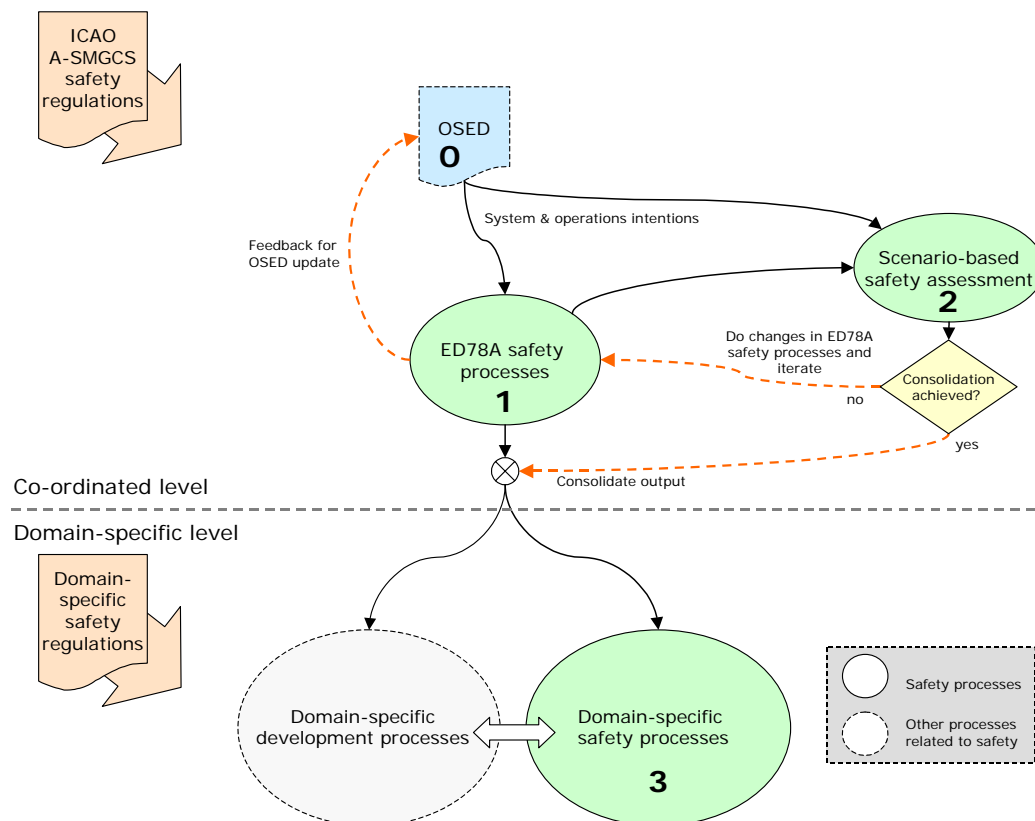 ICAO
A-SMGCS
safety
regulations
OSED
0
System & operations intentions
Feedback for
OSED update
Scenario-based
safety assessment
2
ED78A safety
processes
1
Do changes in ED78A
safety processes and
iterate
Consolidation
achieved?
no
yes
Consolidate output
Co-ordinated level
Domain-specific level
Domain-
specific
safety
regulations
Domain-specific
development processes
Domain-specific
safety processes
3
Safety processes
Other processes
related to safety